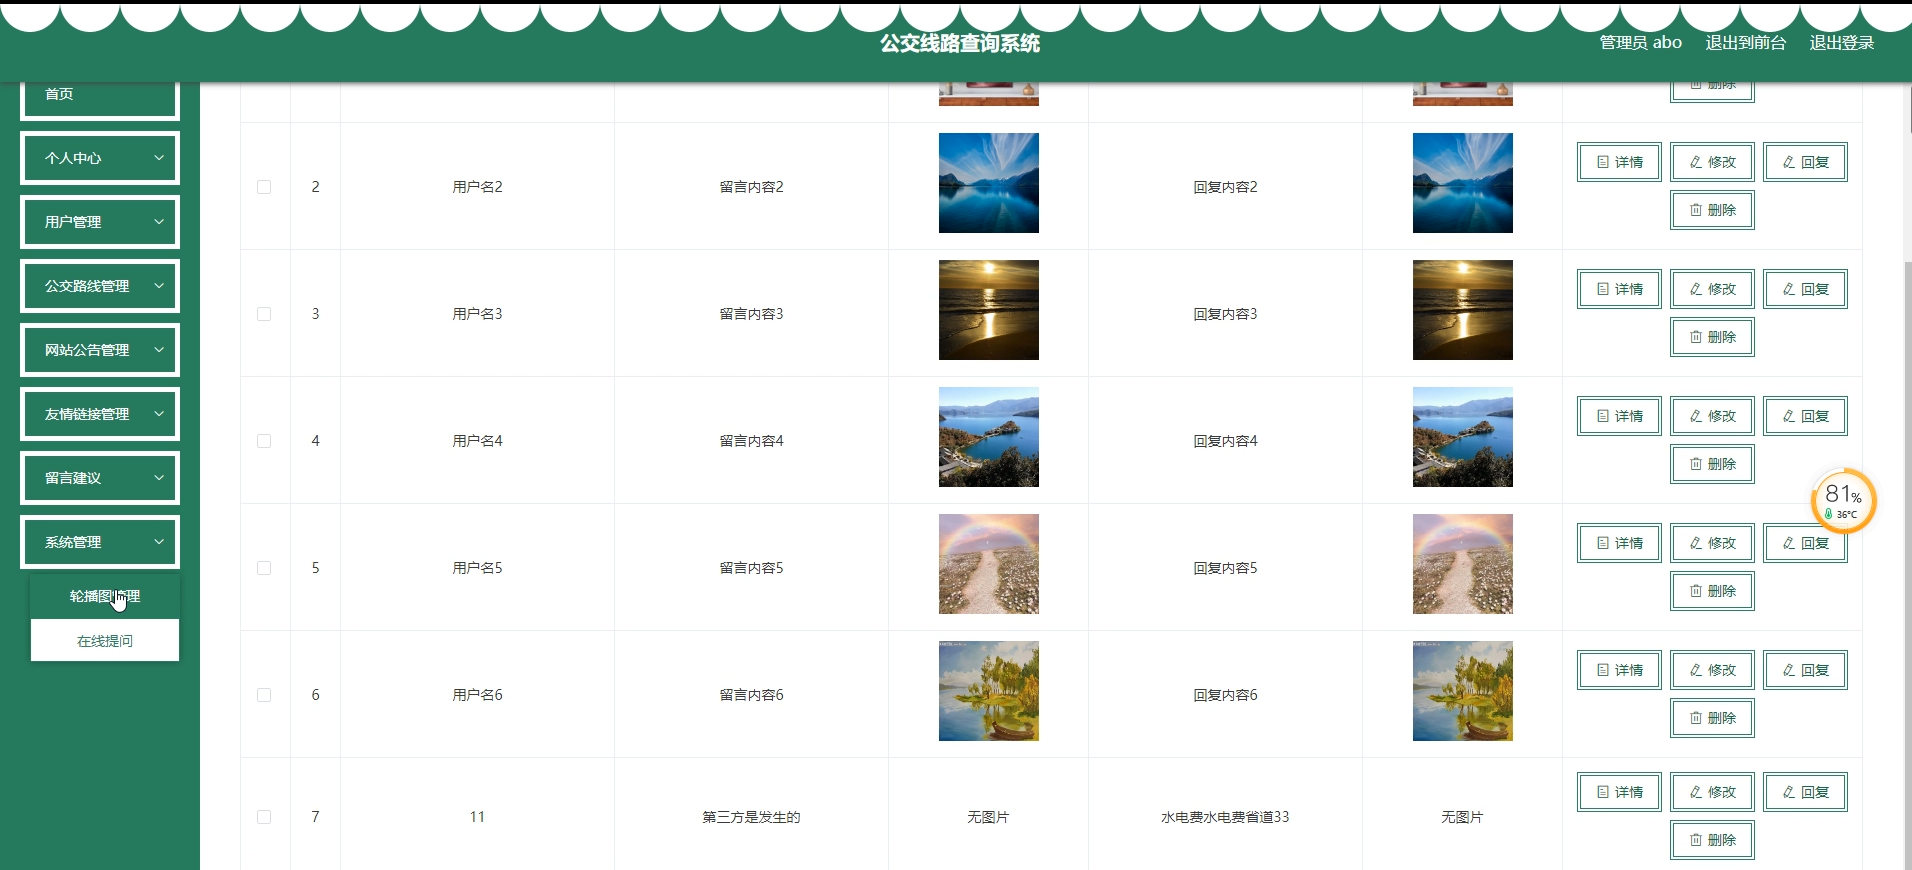 公交线路查询系统
管理员 abo 退出到前台 退出登录
首页
个人中心
用户管理
公交路线管理
网站公告管理
友情链接管理
留言建议
系统管理
轮播图管理
在线提问
删除
2 用户名2 留言内容2 回复内容2 详情 修改 回复
删除
3 用户名3 留言内容3 回复内容3 详情 修改 回复
删除
4 用户名4 留言内容4 回复内容4 详情 修改 回复
删除
5 用户名5 留言内容5 回复内容5 详情 修改 回复
删除
6 用户名6 留言内容6 回复内容6 详情 修改 回复
删除
7 11 第三方是发生的 无图片 水电费水电费省道33 无图片 详情 修改 回复
删除
81%
36°C